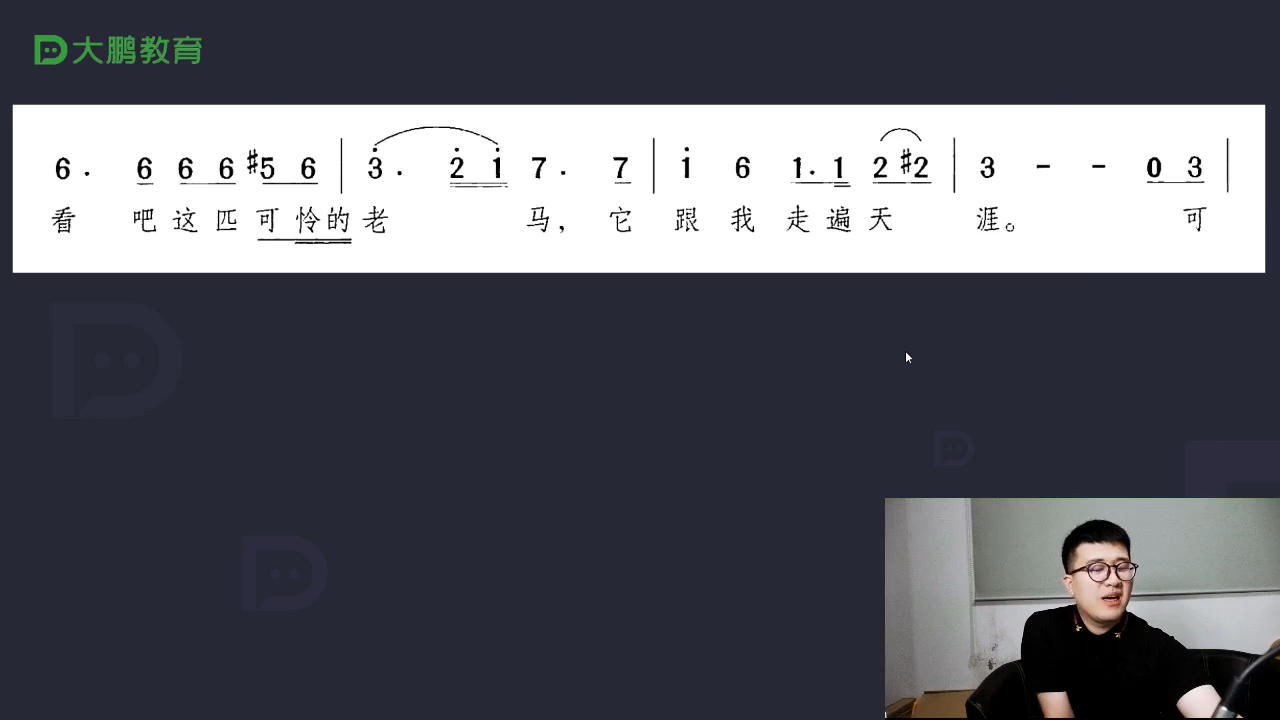 大鹏教育
6. 6 6 6 #5 6 | 3̇. 2̇ 1̇ 7. 7 | 1̇ 6 1. 1 2 #2 | 3 - - 0 3 |
看 吧 这 匹 可 怜 的 老 马， 它 跟 我 走 遍 天 涯。 可